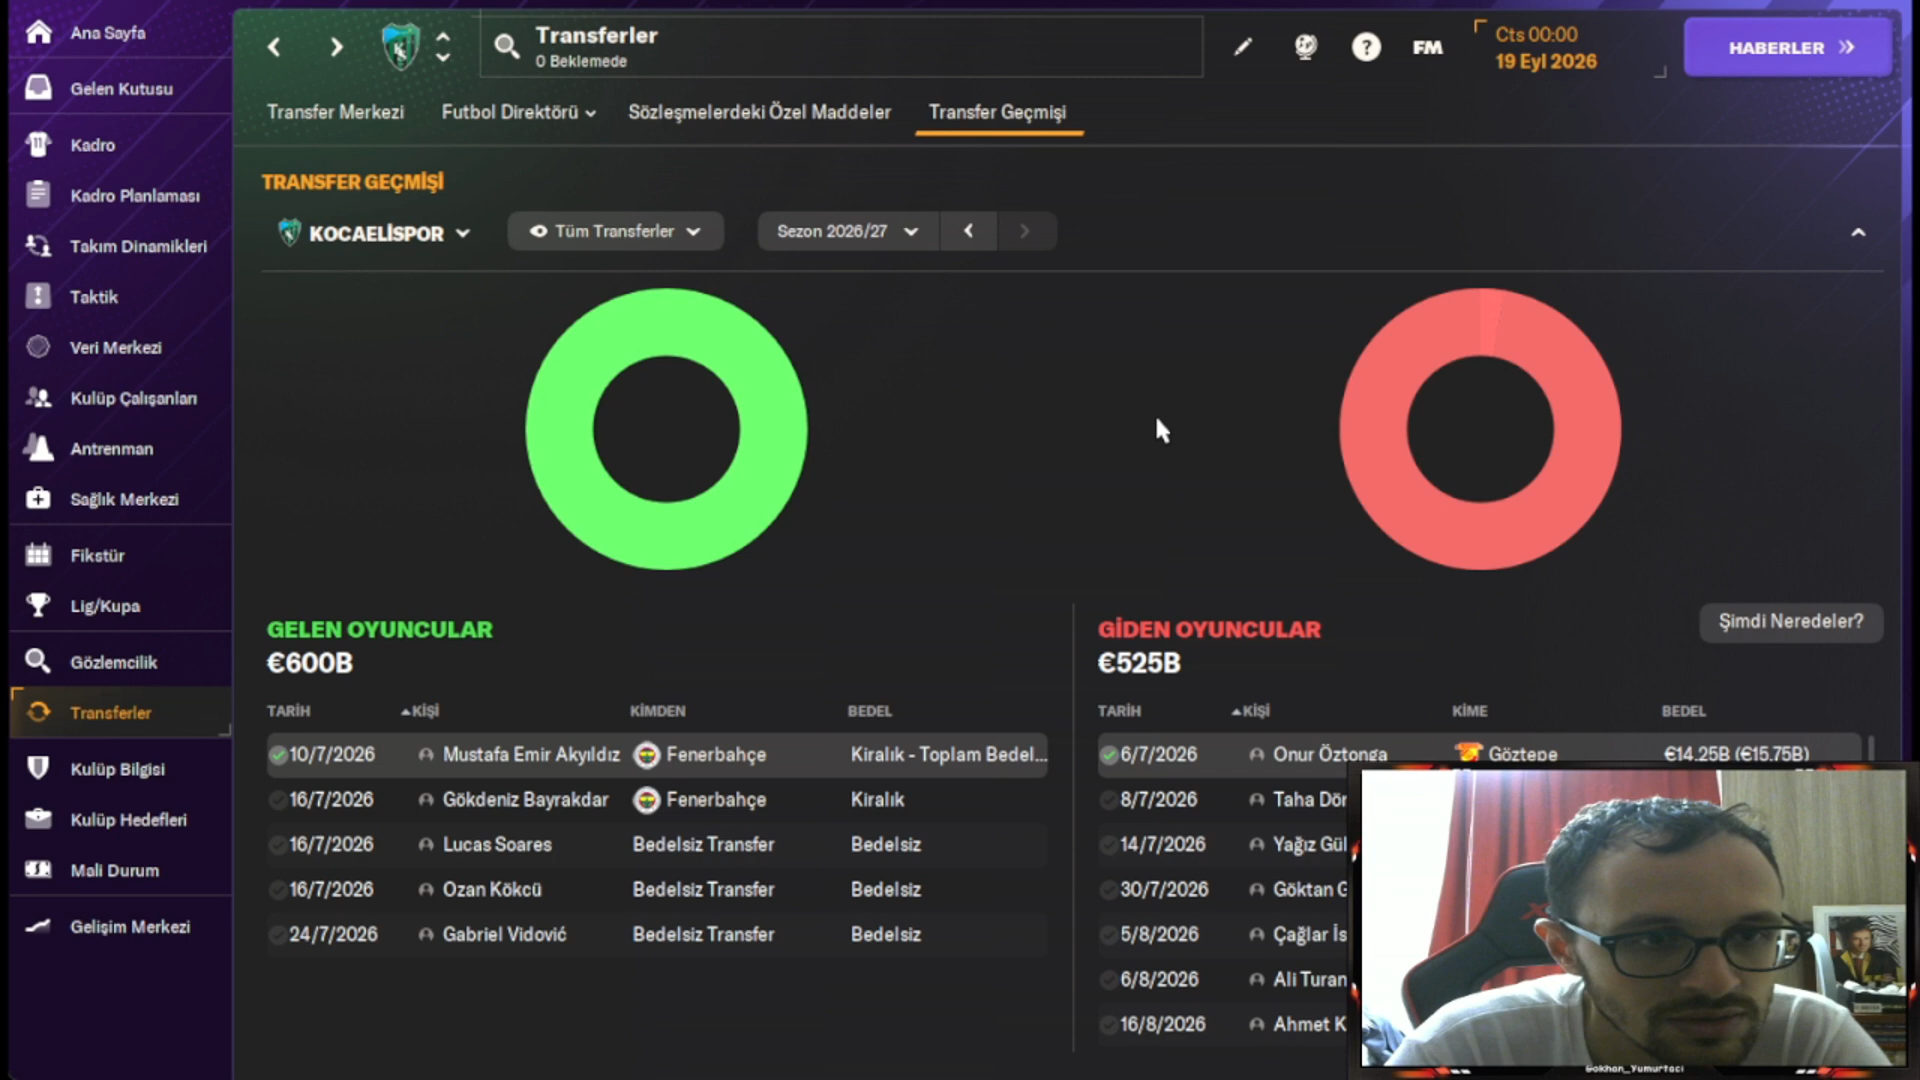 Ana Sayfa
Gelen Kutusu
Kadro
Kadro Planlaması
Takım Dinamikleri
Taktik
Veri Merkezi
Kulüp Çalışanları
Antrenman
Sağlık Merkezi
Fikstür
Lig/Kupa
Gözlemcilik
Transferler
Kulüp Bilgisi
Kulüp Hedefleri
Mali Durum
Gelişim Merkezi
Transferler
0 Beklemede
FM
Cts 00:00
19 Eyl 2026
HABERLER
Transfer Merkezi
Futbol Direktörü
Sözleşmelerdeki Özel Maddeler
Transfer Geçmişi
TRANSFER GEÇMİŞİ
KOCAELİSPOR
Tüm Transferler
Sezon 2026/27
GELEN OYUNCULAR
€600B
TARİH KİŞİ KİMDEN BEDEL
10/7/2026 Mustafa Emir Akyıldız Fenerbahçe Kiralık - Toplam Bedel...
16/7/2026 Gökdeniz Bayrakdar Fenerbahçe Kiralık
16/7/2026 Lucas Soares Bedelsiz Transfer Bedelsiz
16/7/2026 Ozan Kökcü Bedelsiz Transfer Bedelsiz
24/7/2026 Gabriel Vidović Bedelsiz Transfer Bedelsiz
GİDEN OYUNCULAR
€525B
Şimdi Neredeler?
TARİH KİŞİ KİME BEDEL
6/7/2026 Onur Öztonga Göztepe €14.25B (€15.75B)
8/7/2026 Taha Dör
14/7/2026 Yağız Gül
30/7/2026 Göktan G
5/8/2026 Çağlar İs
6/8/2026 Ali Turan
16/8/2026 Ahmet K
Gokhan_Yumurtaci